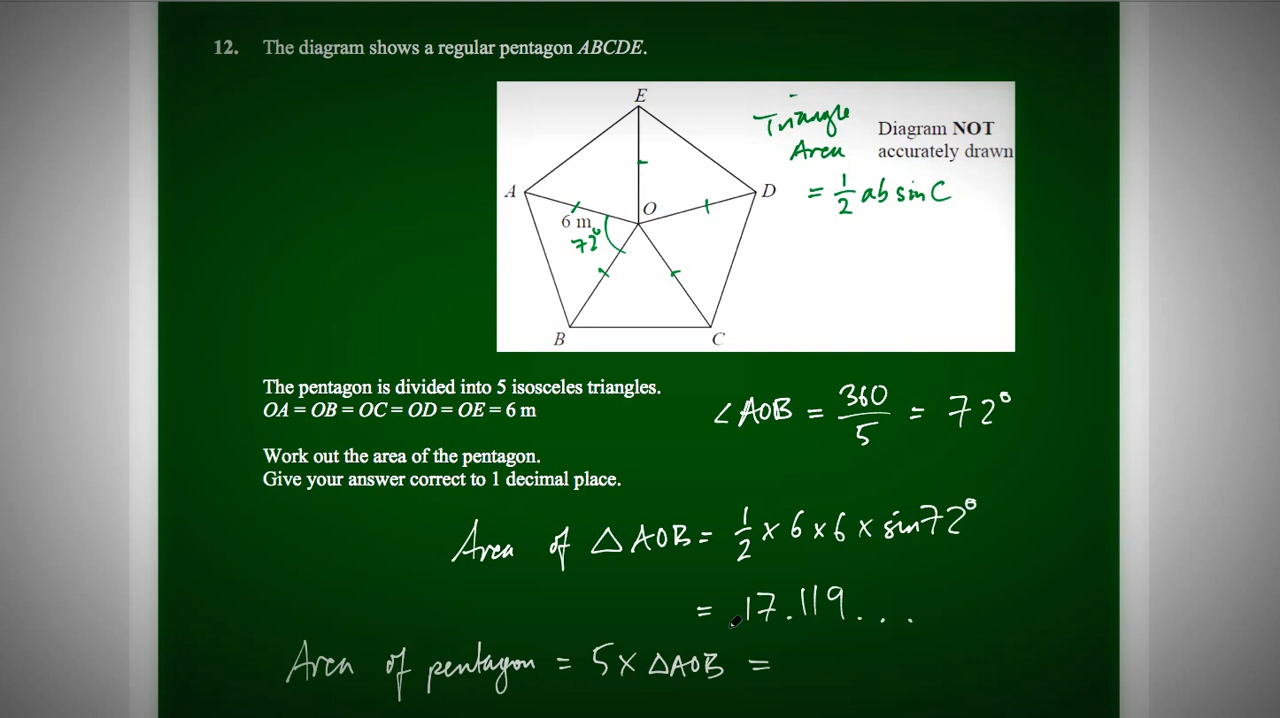 12. The diagram shows a regular pentagon ABCDE.
E
Triangle
Area
Diagram NOT
accurately drawn
= 1/2 ab sin C
A
D
O
6 m
72°
B
C
The pentagon is divided into 5 isosceles triangles.
OA = OB = OC = OD = OE = 6 m
∠AOB = 360/5 = 72°
Work out the area of the pentagon.
Give your answer correct to 1 decimal place.
Area of △AOB = 1/2 × 6 × 6 × sin72°
= 17.119...
Area of pentagon = 5 × △AOB =